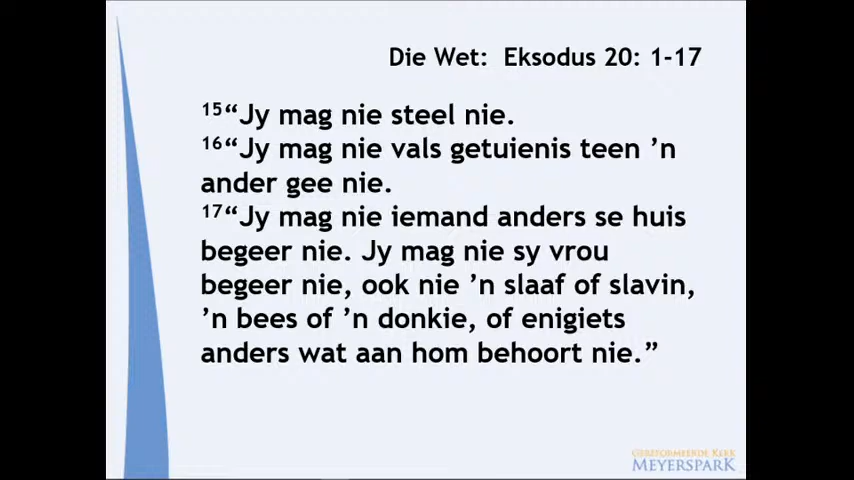 Die Wet: Eksodus 20: 1-17
15“Jy mag nie steel nie.
16“Jy mag nie vals getuienis teen ’n
ander gee nie.
17“Jy mag nie iemand anders se huis
begeer nie. Jy mag nie sy vrou
begeer nie, ook nie ’n slaaf of slavin,
’n bees of ’n donkie, of enigiets
anders wat aan hom behoort nie.”
GEREFORMEERDE KERK
MEYERSPARK